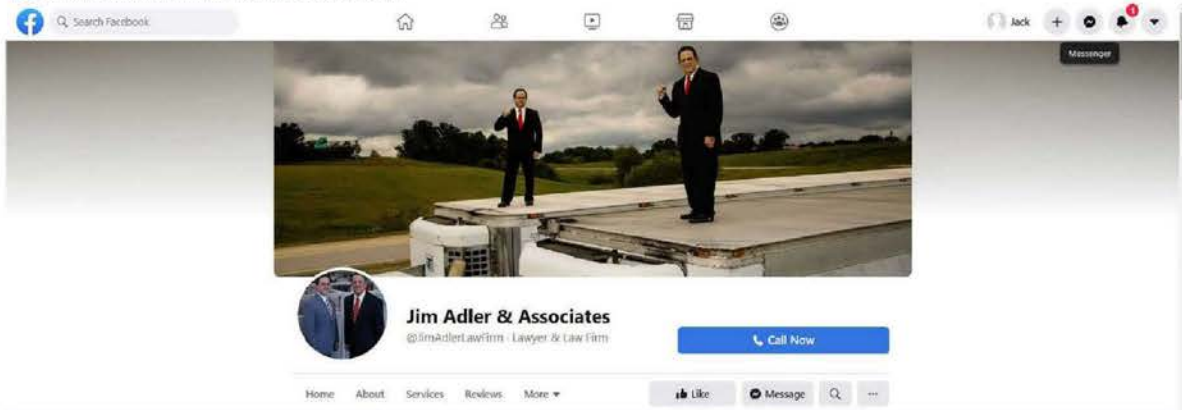 Search Facebook
Jack
1
Messenger
Jim Adler & Associates
@JimAdlerLawFirm · Lawyer & Law Firm
Call Now
Home About Services Reviews More
Like Message